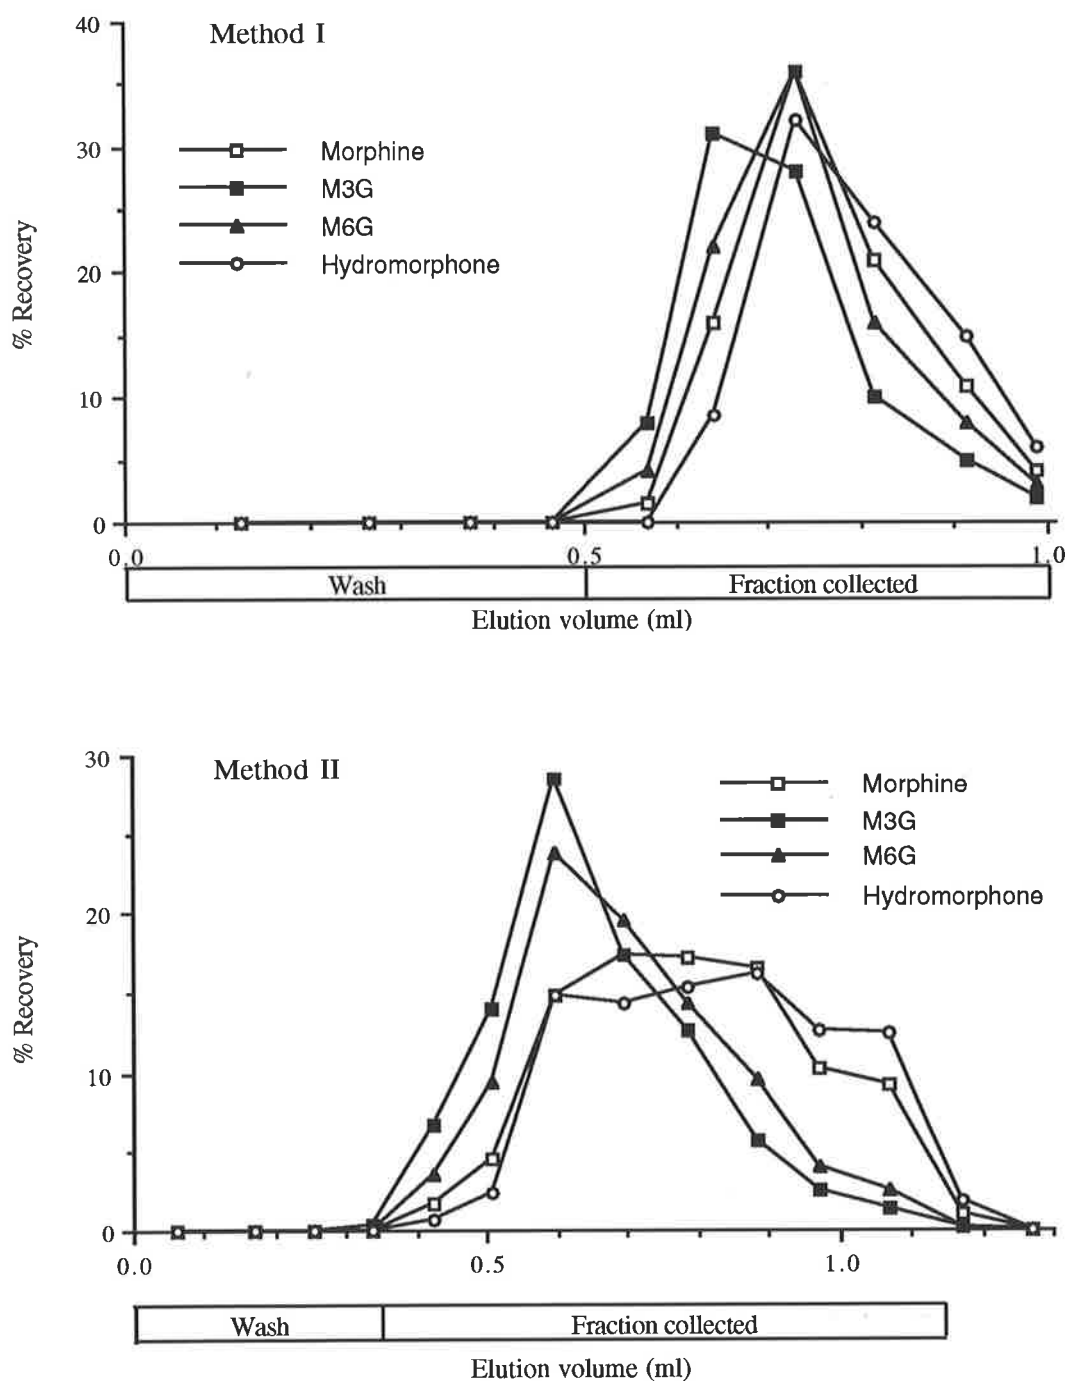 Method I
40
30
20
10
0
% Recovery
Morphine
M3G
M6G
Hydromorphone
0.0 0.5 1.0
Wash Fraction collected
Elution volume (ml)
Method II
30
20
10
0
% Recovery
Morphine
M3G
M6G
Hydromorphone
0.0 0.5 1.0
Wash Fraction collected
Elution volume (ml)